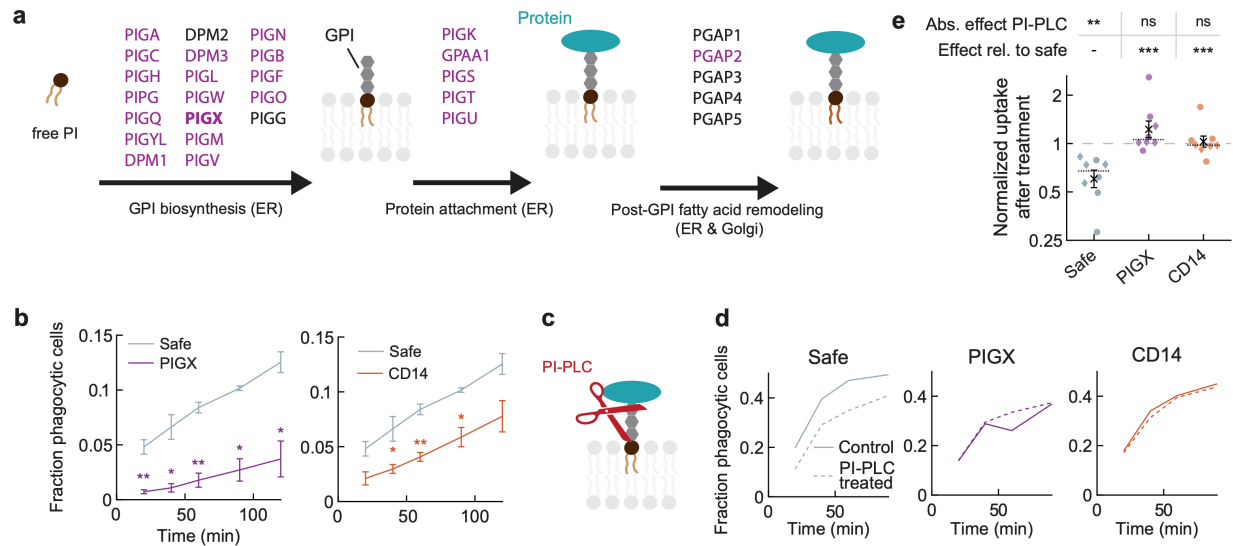 a
free PI
PIGA DPM2 PIGN
PIGC DPM3 PIGB
PIGH PIGL PIGF
PIPG PIGW PIGO
PIGQ PIGX PIGG
PIGYL PIGM
DPM1 PIGV
GPI biosynthesis (ER)
GPI
PIGK
GPAA1
PIGS
PIGT
PIGU
Protein attachment (ER)
Protein
PGAP1
PGAP2
PGAP3
PGAP4
PGAP5
Post-GPI fatty acid remodeling
(ER & Golgi)
e
Abs. effect PI-PLC ** ns ns
Effect rel. to safe - *** ***
Normalized uptake
after treatment
2
1
0.5
0.25
Safe
PIGX
CD14
b
Fraction phagocytic cells
0.15
0.1
0.05
0
Safe
PIGX
** * ** * *
0 50 100
Time (min)
0.15
0.1
0.05
0
Safe
CD14
* ** *
0 50 100
Time (min)
c
PI-PLC
d
Fraction phagocytic cells
Safe
0.4
0.2
0
Control
PI-PLC
treated
0 50
Time (min)
PIGX
0.4
0.2
0
0 50
Time (min)
CD14
0.4
0.2
0
0 50
Time (min)